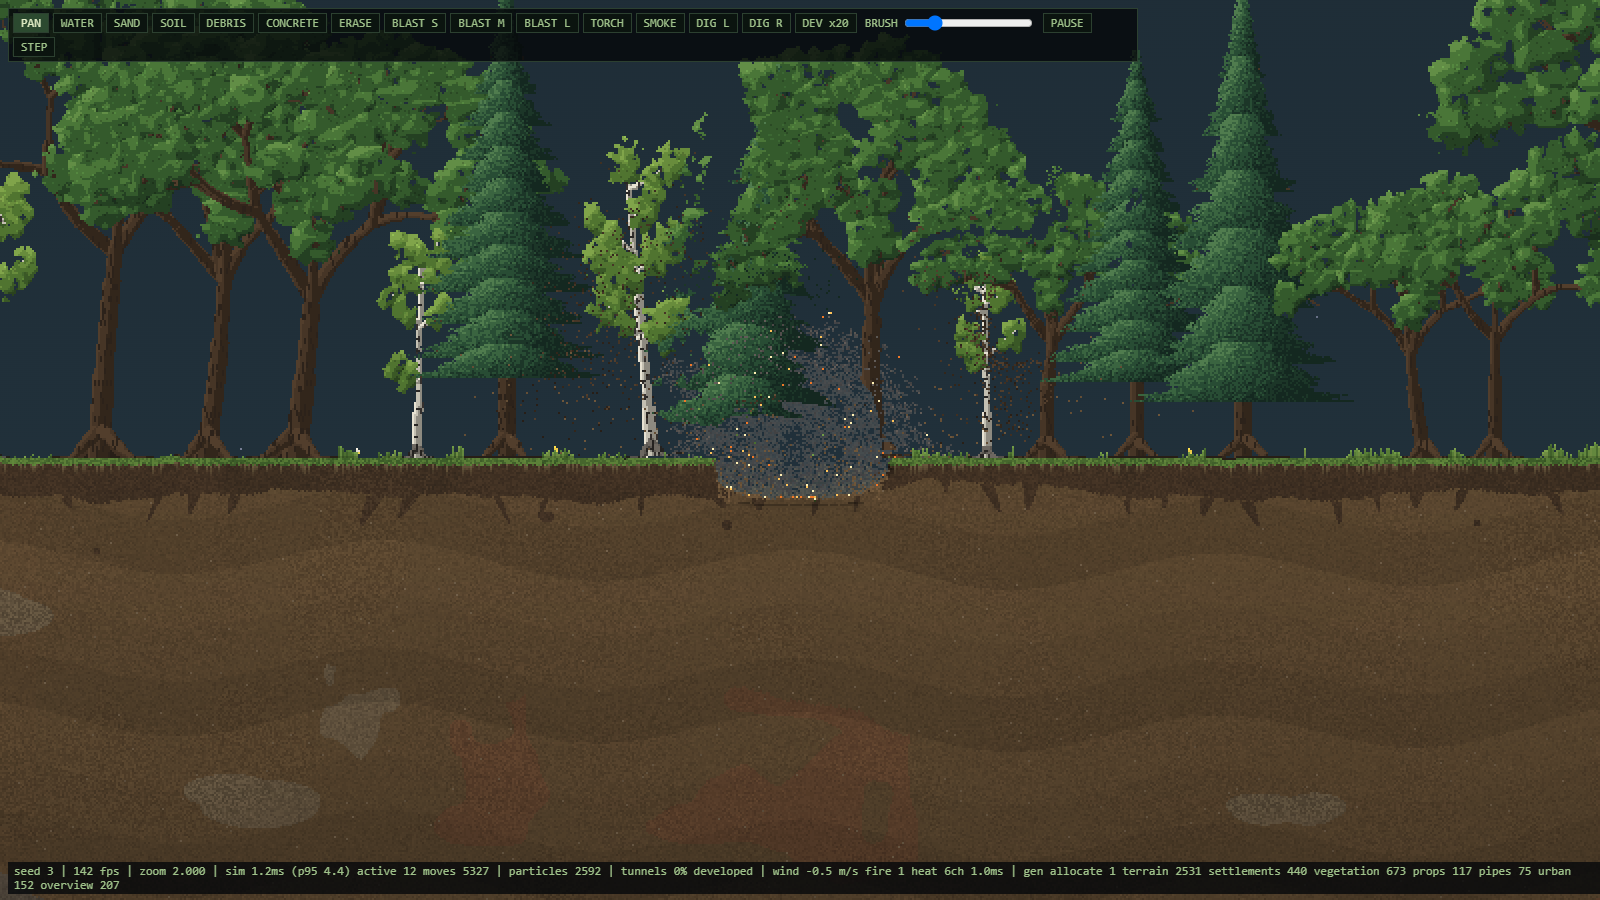 PAN WATER SAND SOIL DEBRIS CONCRETE ERASE BLAST S BLAST M BLAST L TORCH SMOKE DIG L DIG R DEV x20 BRUSH PAUSE
STEP
seed 3 | 142 fps | zoom 2.000 | sim 1.2ms (p95 4.4) active 12 moves 5327 | particles 2592 | tunnels 0% developed | wind -0.5 m/s fire 1 heat 6ch 1.0ms | gen allocate 1 terrain 2531 settlements 440 vegetation 673 props 117 pipes 75 urban
152 overview 207